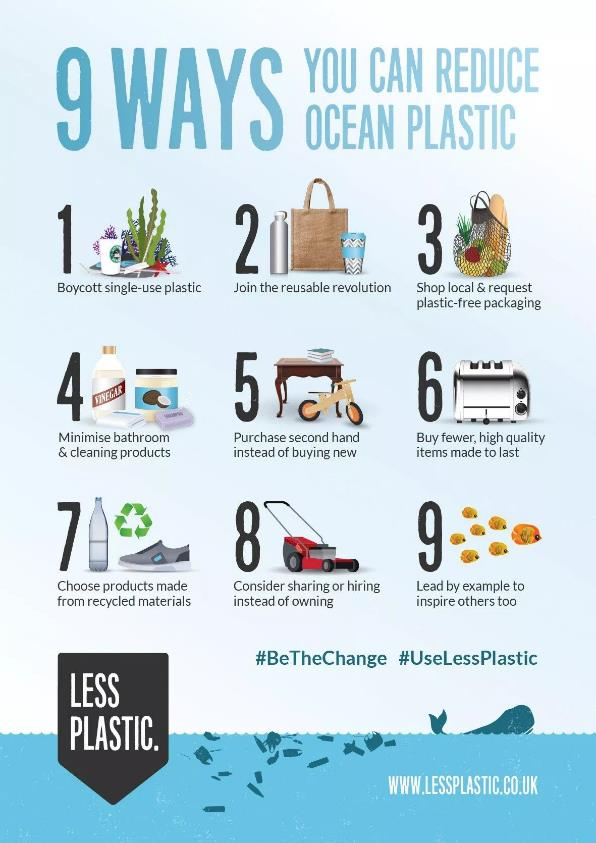 9 WAYS YOU CAN REDUCE
OCEAN PLASTIC
1
Boycott single-use plastic
2
Join the reusable revolution
3
Shop local & request
plastic-free packaging
4
VINEGAR
Minimise bathroom
& cleaning products
5
Purchase second hand
instead of buying new
6
Buy fewer, high quality
items made to last
7
Choose products made
from recycled materials
8
Consider sharing or hiring
instead of owning
9
Lead by example to
inspire others too
#BeTheChange #UseLessPlastic
LESS
PLASTIC.
WWW.LESSPLASTIC.CO.UK